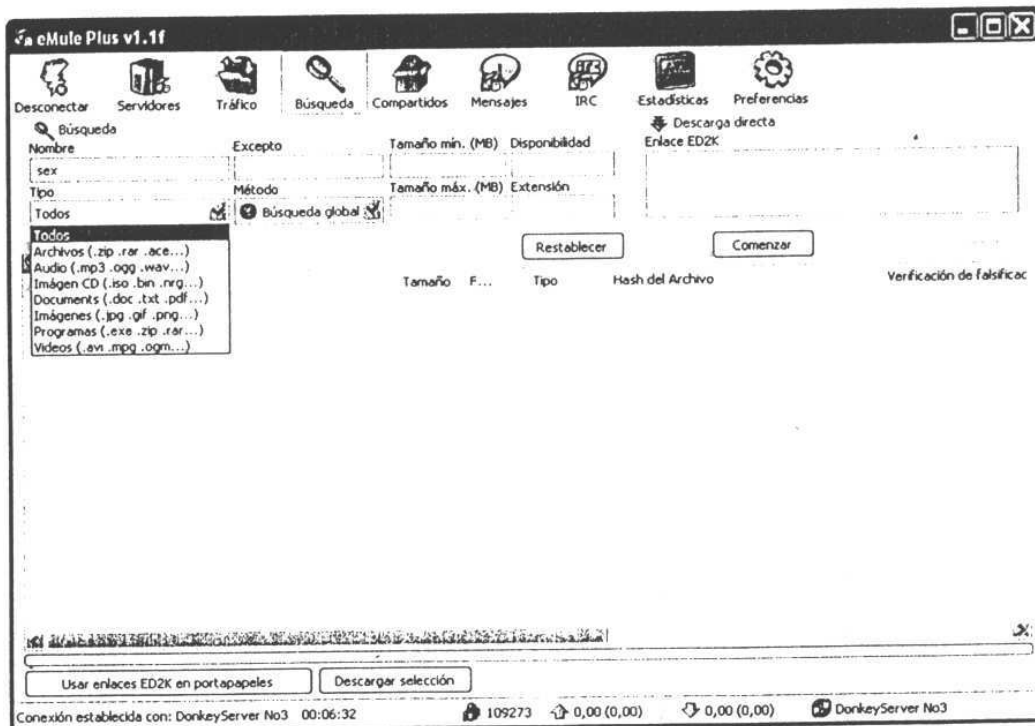 eMule Plus v1.1f
Desconectar Servidores Tráfico Búsqueda Compartidos Mensajes IRC Estadísticas Preferencias
Búsqueda Descarga directa
Nombre Excepto Tamaño mín. (MB) Disponibilidad Enlace ED2K
sex
Tipo Método Tamaño máx. (MB) Extensión
Todos Búsqueda global
Todos
Archivos (.zip .rar .ace...)
Restablecer Comenzar
Audio (.mp3 .ogg .wav...)
Imágen CD (.iso .bin .nrg...)
Tamaño F... Tipo Hash del Archivo Verificación de falsificac
Documents (.doc .txt .pdf...)
Imágenes (.jpg .gif .png...)
Programas (.exe .zip .rar...)
Videos (.avi .mpg .ogm...)
Usar enlaces ED2K en portapapeles Descargar selección
Conexión establecida con: DonkeyServer No3 00:06:32 109273 0,00 (0,00) 0,00 (0,00) DonkeyServer No3